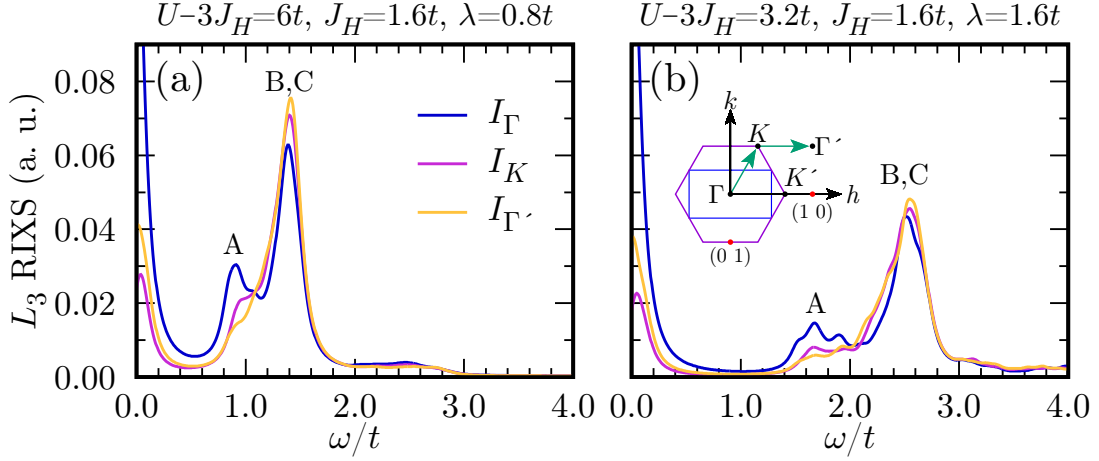 U−3J_H=6t, J_H=1.6t, λ=0.8t
U−3J_H=3.2t, J_H=1.6t, λ=1.6t
L₃ RIXS (a. u.)
0.08
0.06
0.04
0.02
0.00
(a)
B,C
A
I_Γ
I_K
I_Γ´
0.0 1.0 2.0 3.0 4.0
ω/t
(b)
k
K
Γ´
Γ
K´
h
(1 0)
(0 1)
B,C
A
0.0 1.0 2.0 3.0 4.0
ω/t